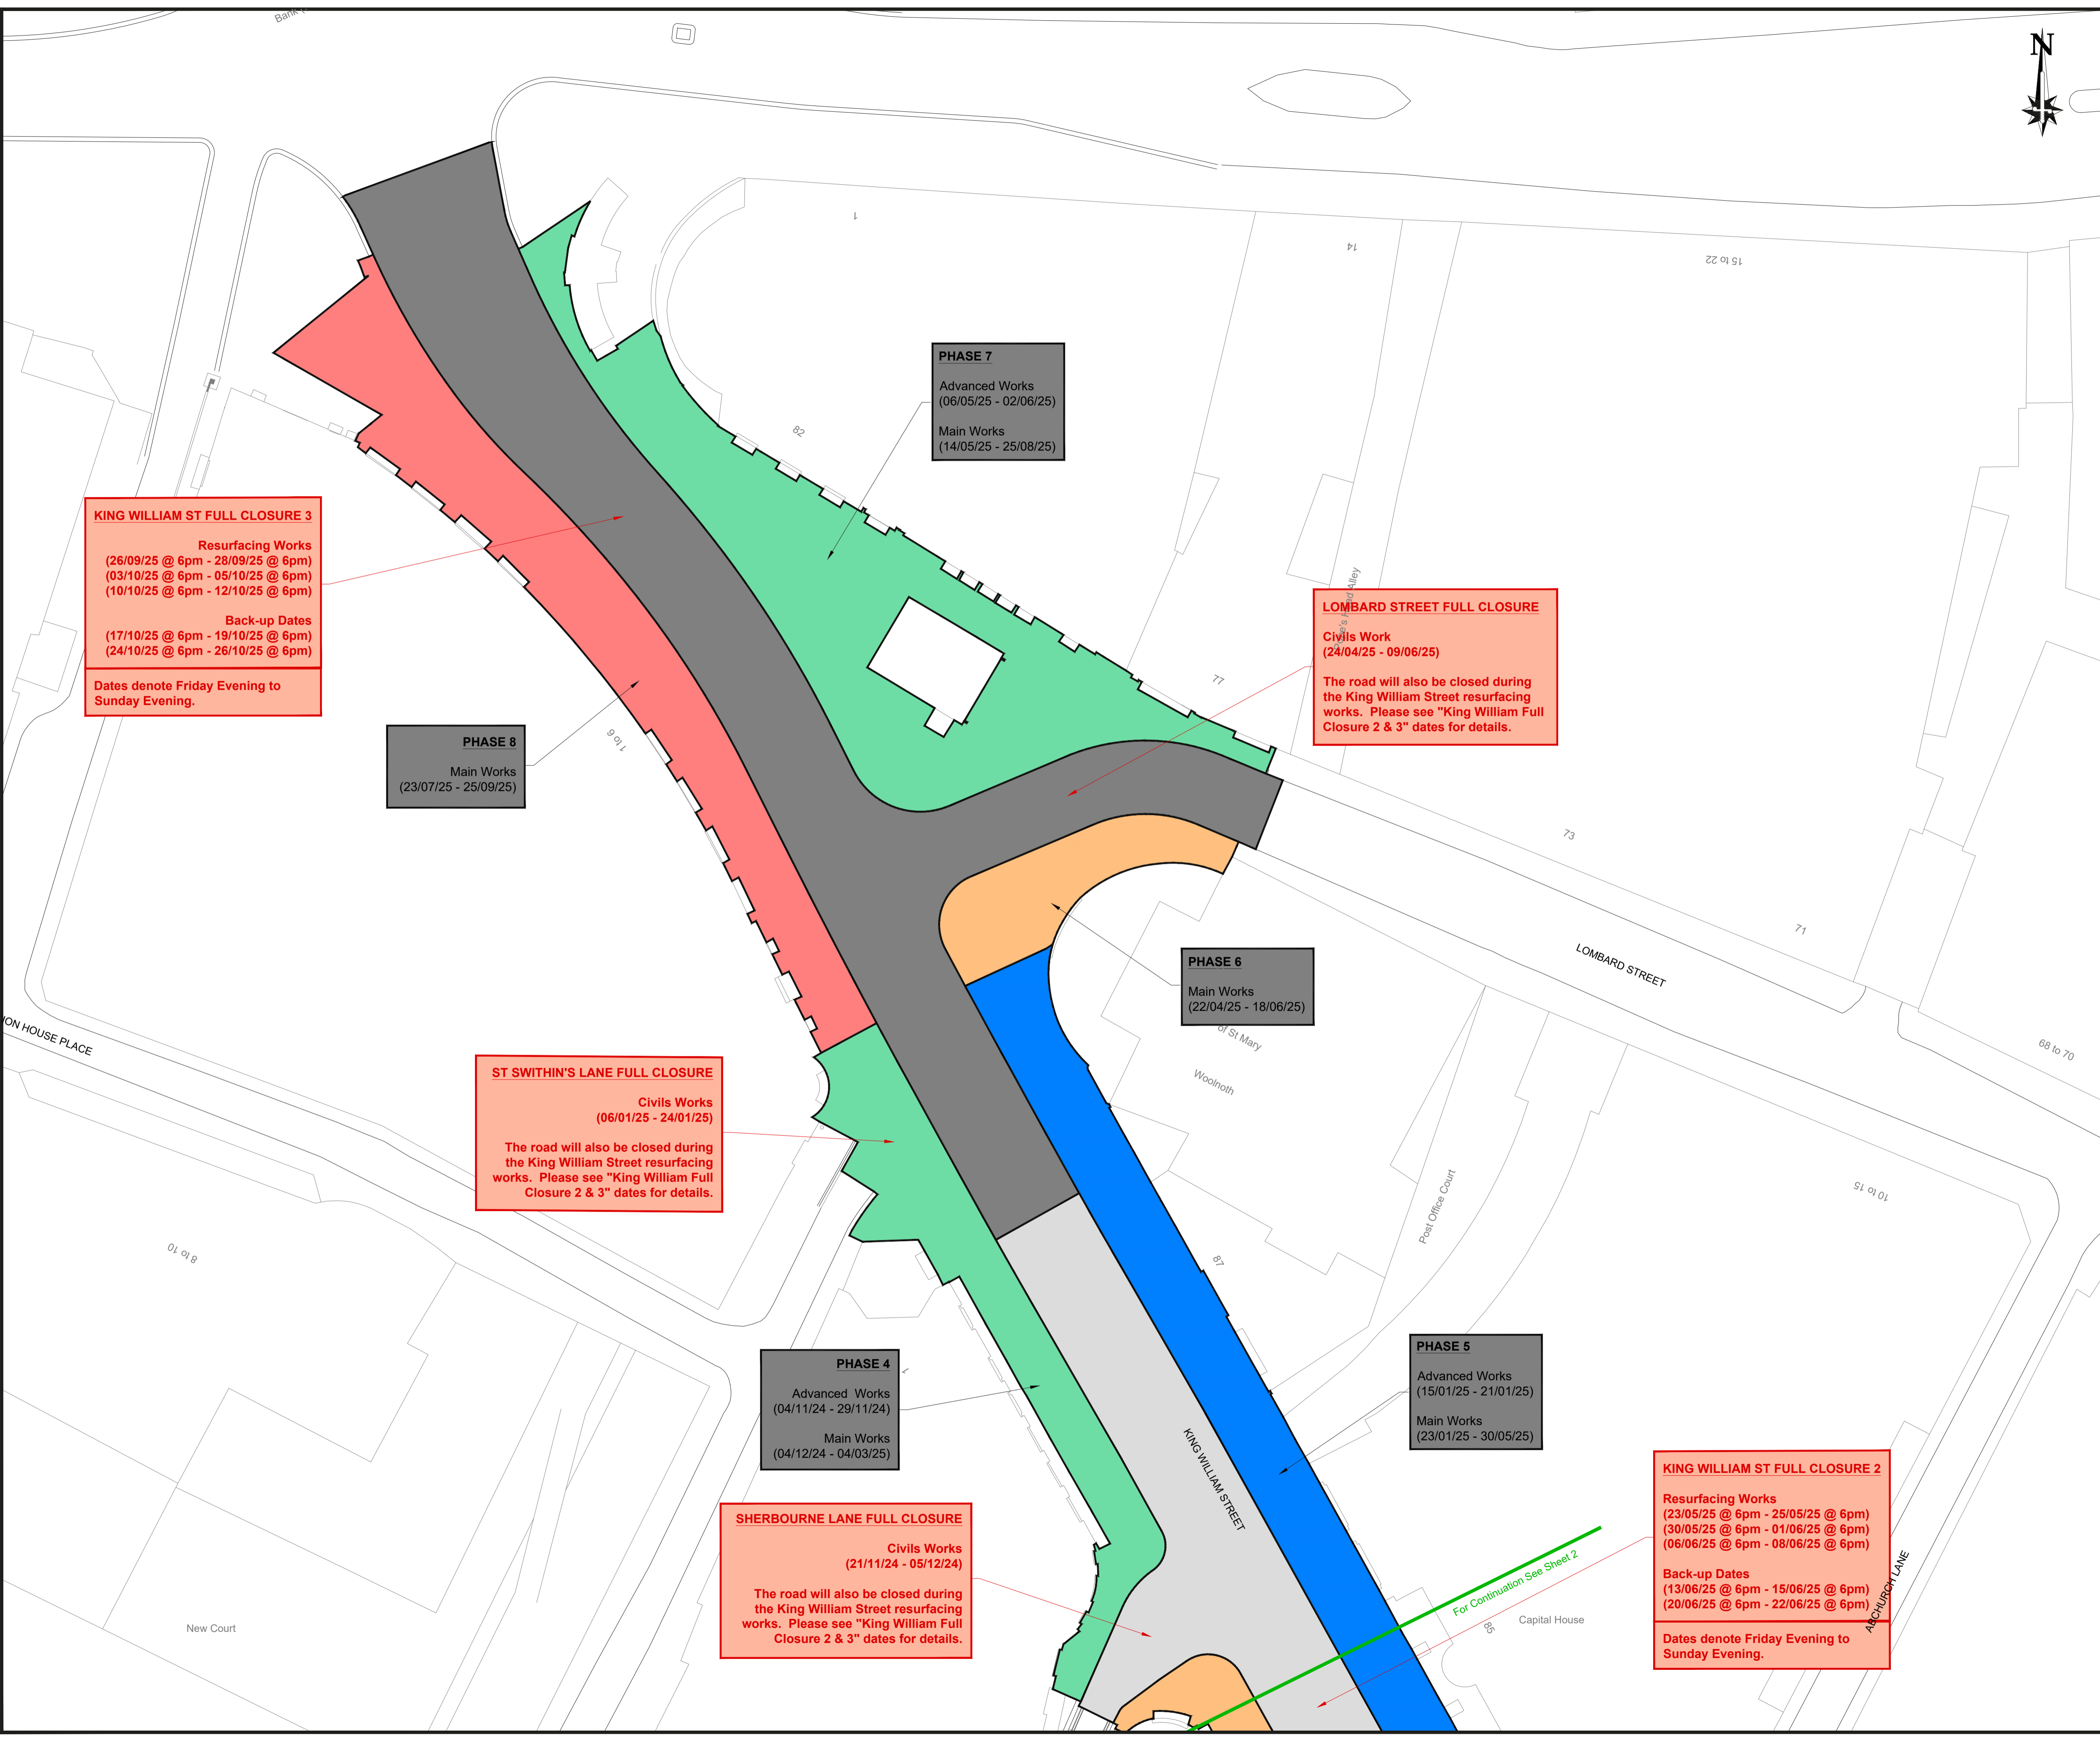 Bank
N
1
14
15 to 22
PHASE 7
Advanced Works
(06/05/25 - 02/06/25)
Main Works
(14/05/25 - 25/08/25)
82
KING WILLIAM ST FULL CLOSURE 3
Resurfacing Works
(26/09/25 @ 6pm - 28/09/25 @ 6pm)
(03/10/25 @ 6pm - 05/10/25 @ 6pm)
(10/10/25 @ 6pm - 12/10/25 @ 6pm)
Back-up Dates
(17/10/25 @ 6pm - 19/10/25 @ 6pm)
(24/10/25 @ 6pm - 26/10/25 @ 6pm)
Dates denote Friday Evening to
Sunday Evening.
LOMBARD STREET FULL CLOSURE
Civils Work
(24/04/25 - 09/06/25)
The road will also be closed during
the King William Street resurfacing
works. Please see "King William Full
Closure 2 & 3" dates for details.
Alley
77
1 to 6
PHASE 8
Main Works
(23/07/25 - 25/09/25)
73
71
LOMBARD STREET
PHASE 6
Main Works
(22/04/25 - 18/06/25)
of St Mary
Woolnoth
68 to 70
ION HOUSE PLACE
ST SWITHIN'S LANE FULL CLOSURE
Civils Works
(06/01/25 - 24/01/25)
The road will also be closed during
the King William Street resurfacing
works. Please see "King William Full
Closure 2 & 3" dates for details.
10 to 15
Post Office Court
8 to 10
87
PHASE 4
Advanced Works
(04/11/24 - 29/11/24)
Main Works
(04/12/24 - 04/03/25)
1
PHASE 5
Advanced Works
(15/01/25 - 21/01/25)
Main Works
(23/01/25 - 30/05/25)
KING WILLIAM STREET
SHERBOURNE LANE FULL CLOSURE
Civils Works
(21/11/24 - 05/12/24)
The road will also be closed during
the King William Street resurfacing
works. Please see "King William Full
Closure 2 & 3" dates for details.
KING WILLIAM ST FULL CLOSURE 2
Resurfacing Works
(23/05/25 @ 6pm - 25/05/25 @ 6pm)
(30/05/25 @ 6pm - 01/06/25 @ 6pm)
(06/06/25 @ 6pm - 08/06/25 @ 6pm)
Back-up Dates
(13/06/25 @ 6pm - 15/06/25 @ 6pm)
(20/06/25 @ 6pm - 22/06/25 @ 6pm)
Dates denote Friday Evening to
Sunday Evening.
ABCHURCH LANE
For Continuation See Sheet 2
85
Capital House
New Court